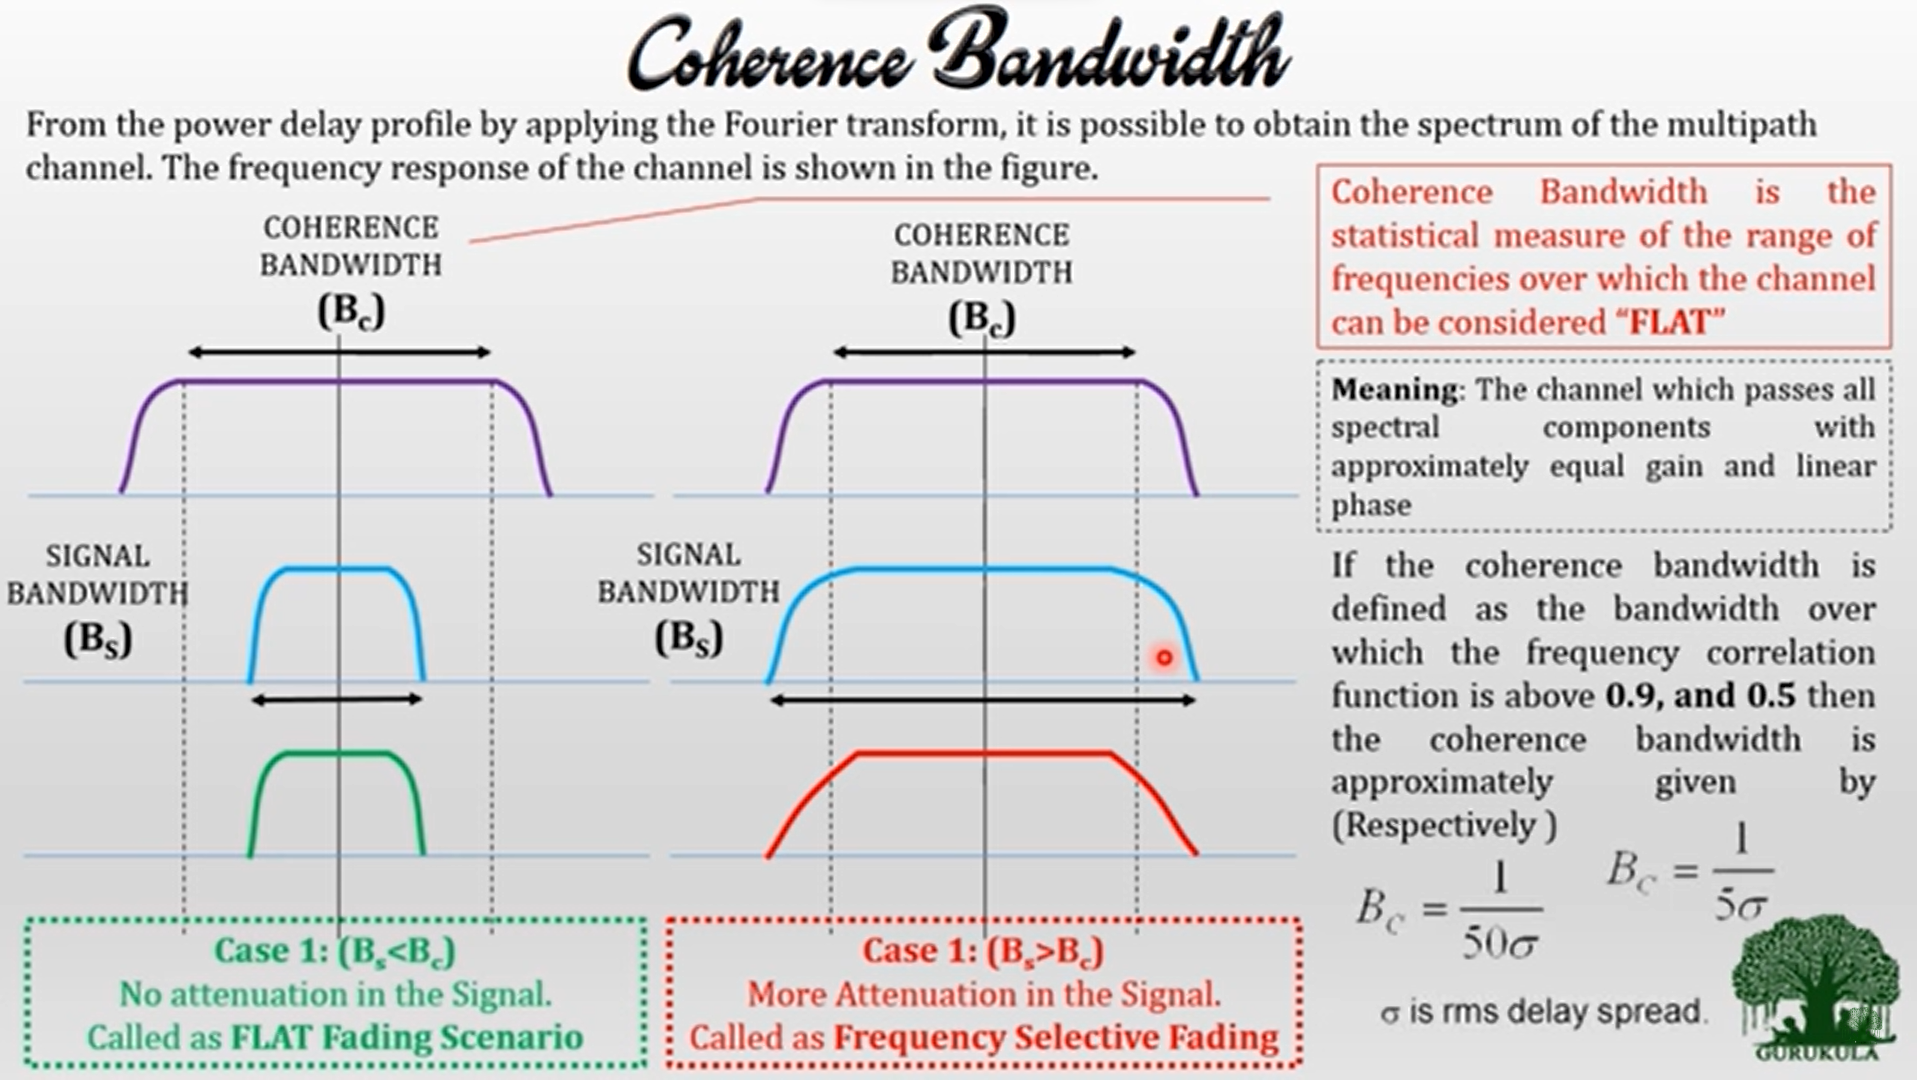 Coherence Bandwidth
From the power delay profile by applying the Fourier transform, it is possible to obtain the spectrum of the multipath
channel. The frequency response of the channel is shown in the figure.
COHERENCE
BANDWIDTH
(Bc)
SIGNAL
BANDWIDTH
(BS)
Case 1: (Bs<Bc)
No attenuation in the Signal.
Called as FLAT Fading Scenario
COHERENCE
BANDWIDTH
(Bc)
SIGNAL
BANDWIDTH
(BS)
Case 1: (Bs>Bc)
More Attenuation in the Signal.
Called as Frequency Selective Fading
Coherence Bandwidth is the
statistical measure of the range of
frequencies over which the channel
can be considered “FLAT”
Meaning: The channel which passes all
spectral components with
approximately equal gain and linear
phase
If the coherence bandwidth is
defined as the bandwidth over
which the frequency correlation
function is above 0.9, and 0.5 then
the coherence bandwidth is
approximately given by
(Respectively )
BC = 1/50σ
BC = 1/5σ
σ is rms delay spread.
GURUKULA